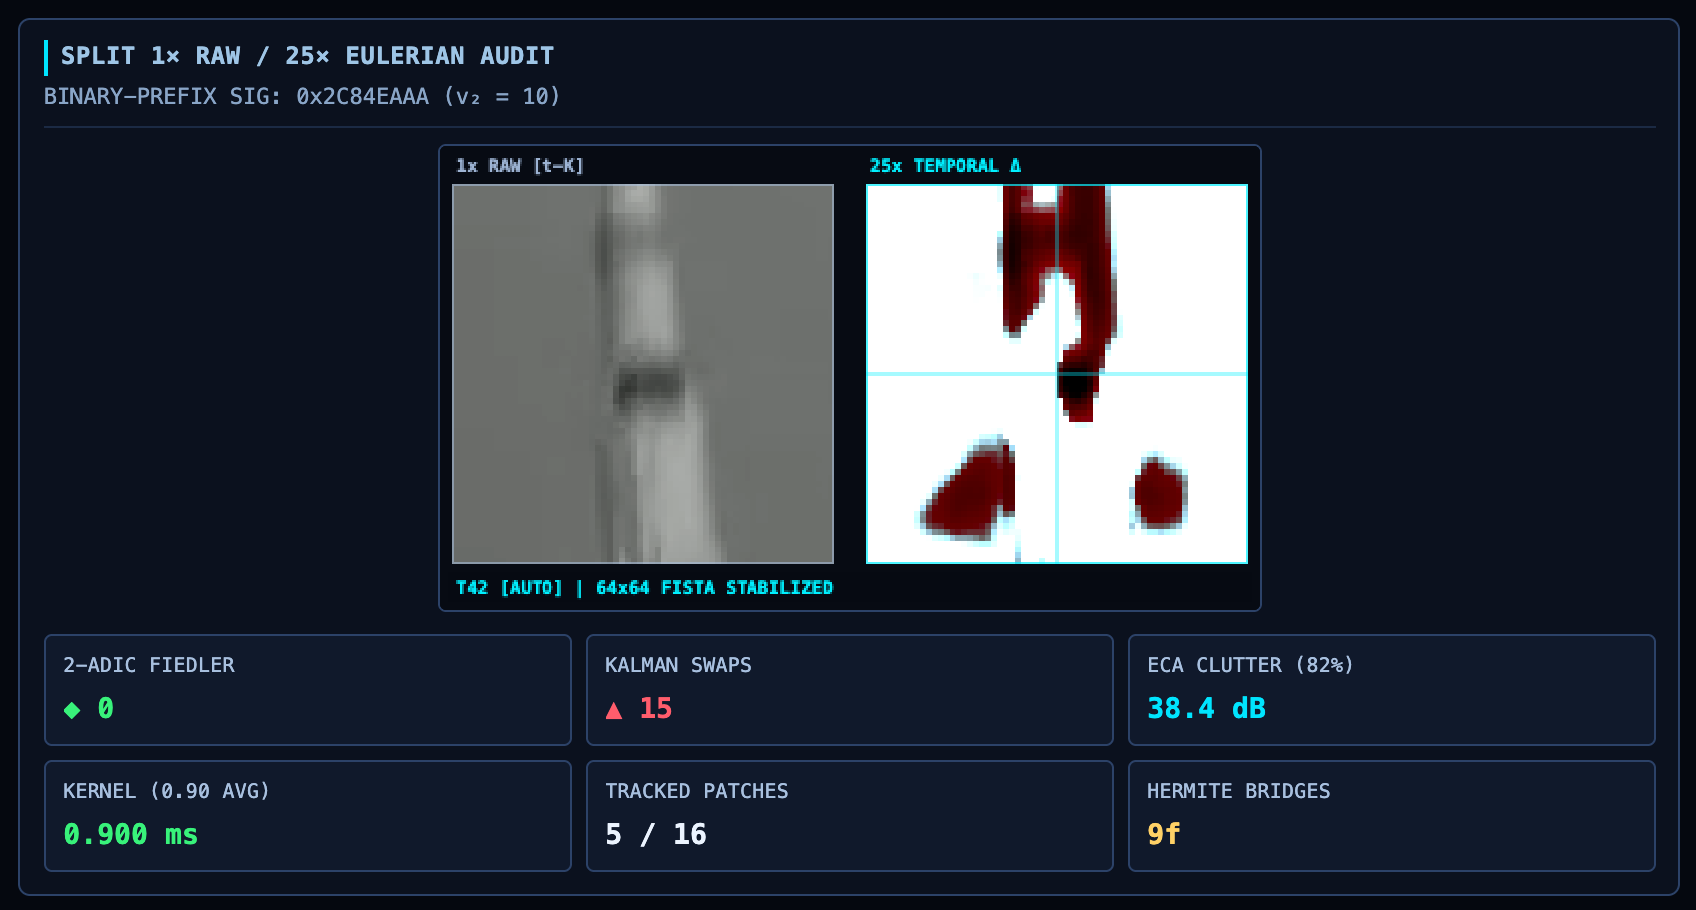 SPLIT 1× RAW / 25× EULERIAN AUDIT
BINARY–PREFIX SIG: 0x2C84EAAA (v₂ = 10)
1x RAW [t–K]
25x TEMPORAL Δ
T42 [AUTO] | 64x64 FISTA STABILIZED
2–ADIC FIEDLER
◆ 0
KALMAN SWAPS
▲ 15
ECA CLUTTER (82%)
38.4 dB
KERNEL (0.90 AVG)
0.900 ms
TRACKED PATCHES
5 / 16
HERMITE BRIDGES
9f